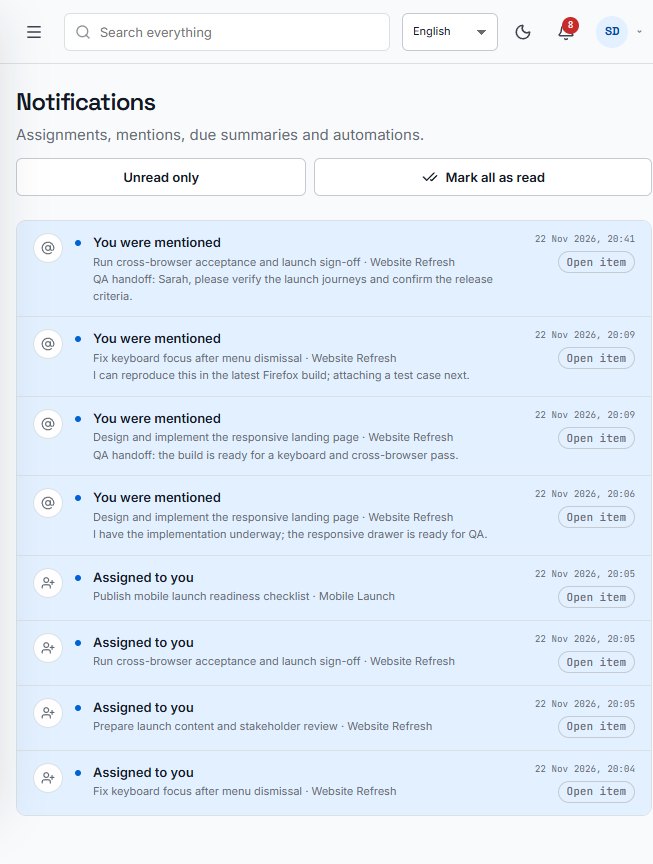 Search everything
English
8
SD
Notifications
Assignments, mentions, due summaries and automations.
Unread only
Mark all as read
You were mentioned
22 Nov 2026, 20:41
Run cross-browser acceptance and launch sign-off · Website Refresh
Open item
QA handoff: Sarah, please verify the launch journeys and confirm the release
criteria.
You were mentioned
22 Nov 2026, 20:09
Fix keyboard focus after menu dismissal · Website Refresh
Open item
I can reproduce this in the latest Firefox build; attaching a test case next.
You were mentioned
22 Nov 2026, 20:09
Design and implement the responsive landing page · Website Refresh
Open item
QA handoff: the build is ready for a keyboard and cross-browser pass.
You were mentioned
22 Nov 2026, 20:06
Design and implement the responsive landing page · Website Refresh
Open item
I have the implementation underway; the responsive drawer is ready for QA.
Assigned to you
22 Nov 2026, 20:05
Publish mobile launch readiness checklist · Mobile Launch
Open item
Assigned to you
22 Nov 2026, 20:05
Run cross-browser acceptance and launch sign-off · Website Refresh
Open item
Assigned to you
22 Nov 2026, 20:05
Prepare launch content and stakeholder review · Website Refresh
Open item
Assigned to you
22 Nov 2026, 20:04
Fix keyboard focus after menu dismissal · Website Refresh
Open item